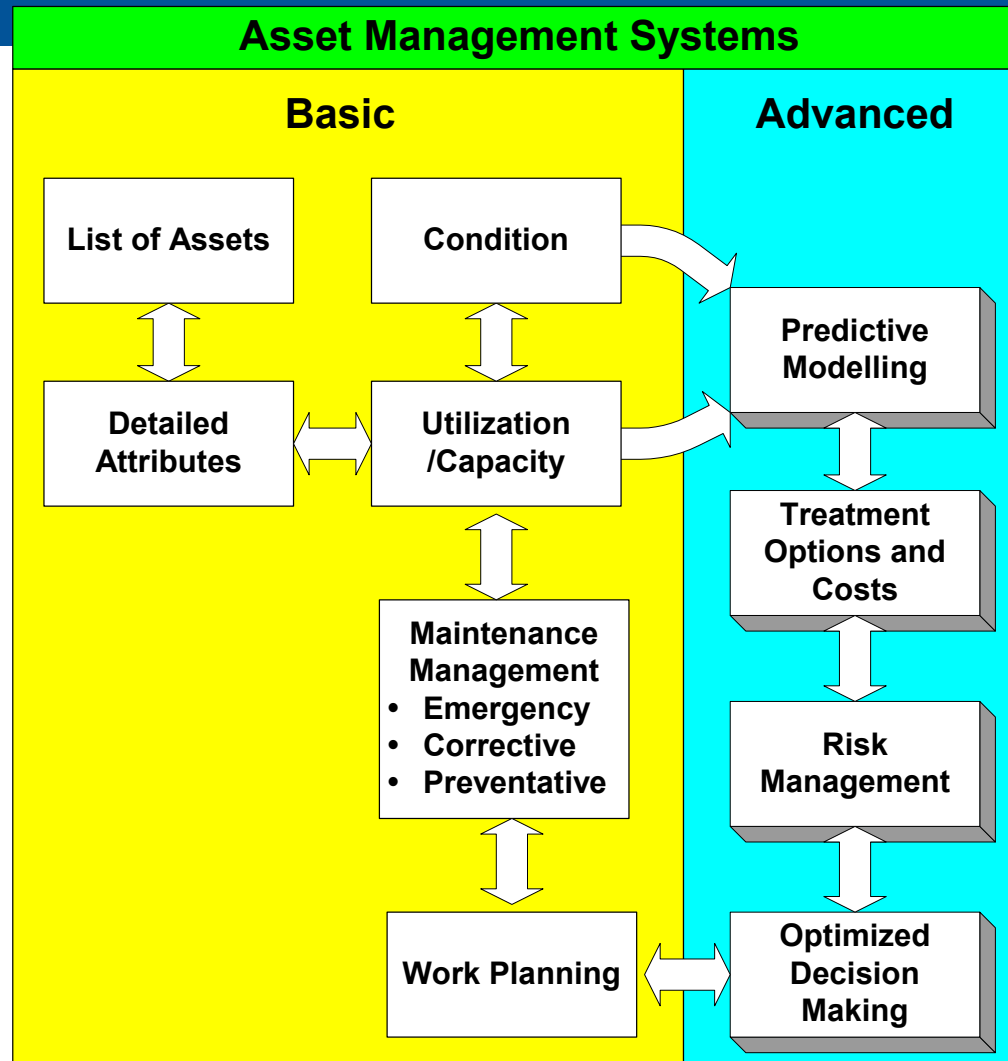 Asset Management Systems
Basic
Advanced
List of Assets
Condition
Predictive
Modelling
Detailed
Attributes
Utilization
/Capacity
Treatment
Options and
Costs
Maintenance
Management
• Emergency
• Corrective
• Preventative
Risk
Management
Work Planning
Optimized
Decision
Making